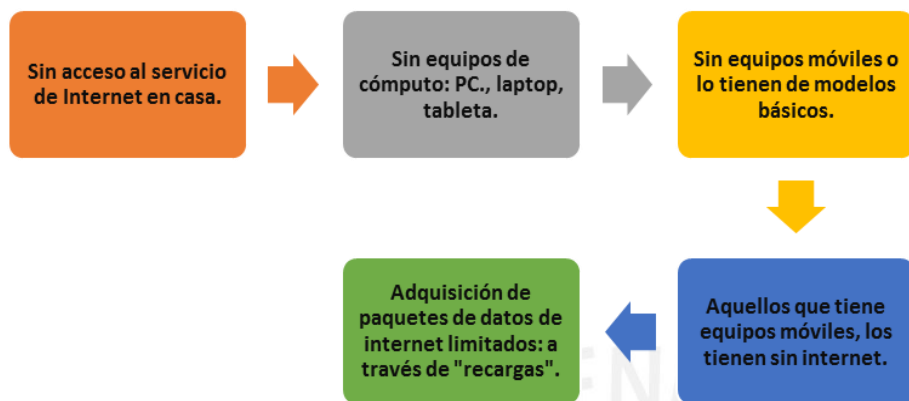 Sin acceso al servicio
de Internet en casa.
Sin equipos de
cómputo: PC., laptop,
tableta.
Sin equipos móviles o
lo tienen de modelos
básicos.
Aquellos que tiene
equipos móviles, los
tienen sin internet.
Adquisición de
paquetes de datos de
internet limitados: a
través de "recargas".